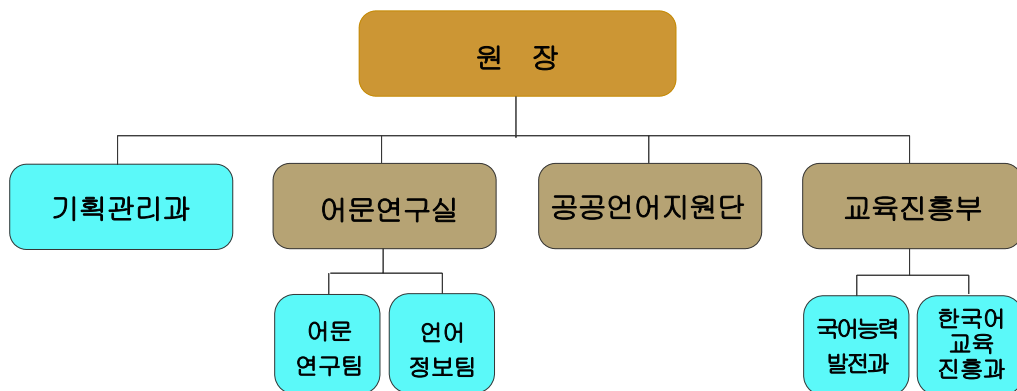 원 장
기획관리과
어문연구실
공공언어지원단
교육진흥부
어문
연구팀
언어
정보팀
국어능력
발전과
한국어
교육
진흥과